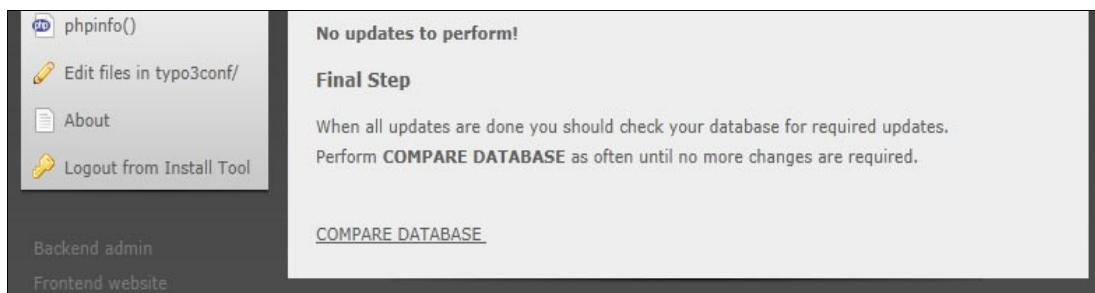 phpinfo()
Edit files in typo3conf/
About
Logout from Install Tool
Backend admin
Frontend website
No updates to perform!
Final Step
When all updates are done you should check your database for required updates.
Perform COMPARE DATABASE as often until no more changes are required.
COMPARE DATABASE